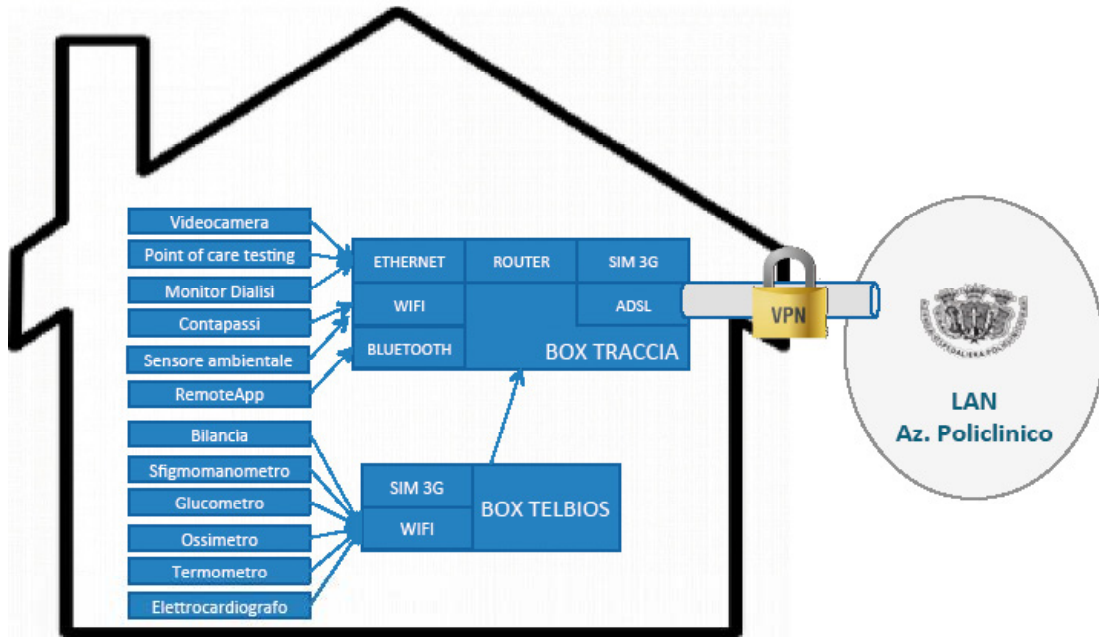 Videocamera
Point of care testing
Monitor Dialisi
Contapassi
Sensore ambientale
RemoteApp
Bilancia
Sfigmomanometro
Glucometro
Ossimetro
Termometro
Elettrocardiografo
ETHERNET
ROUTER
SIM 3G
WIFI
ADSL
BLUETOOTH
BOX TRACCIA
SIM 3G
WIFI
BOX TELBIOS
VPN
LAN
Az. Policlinico